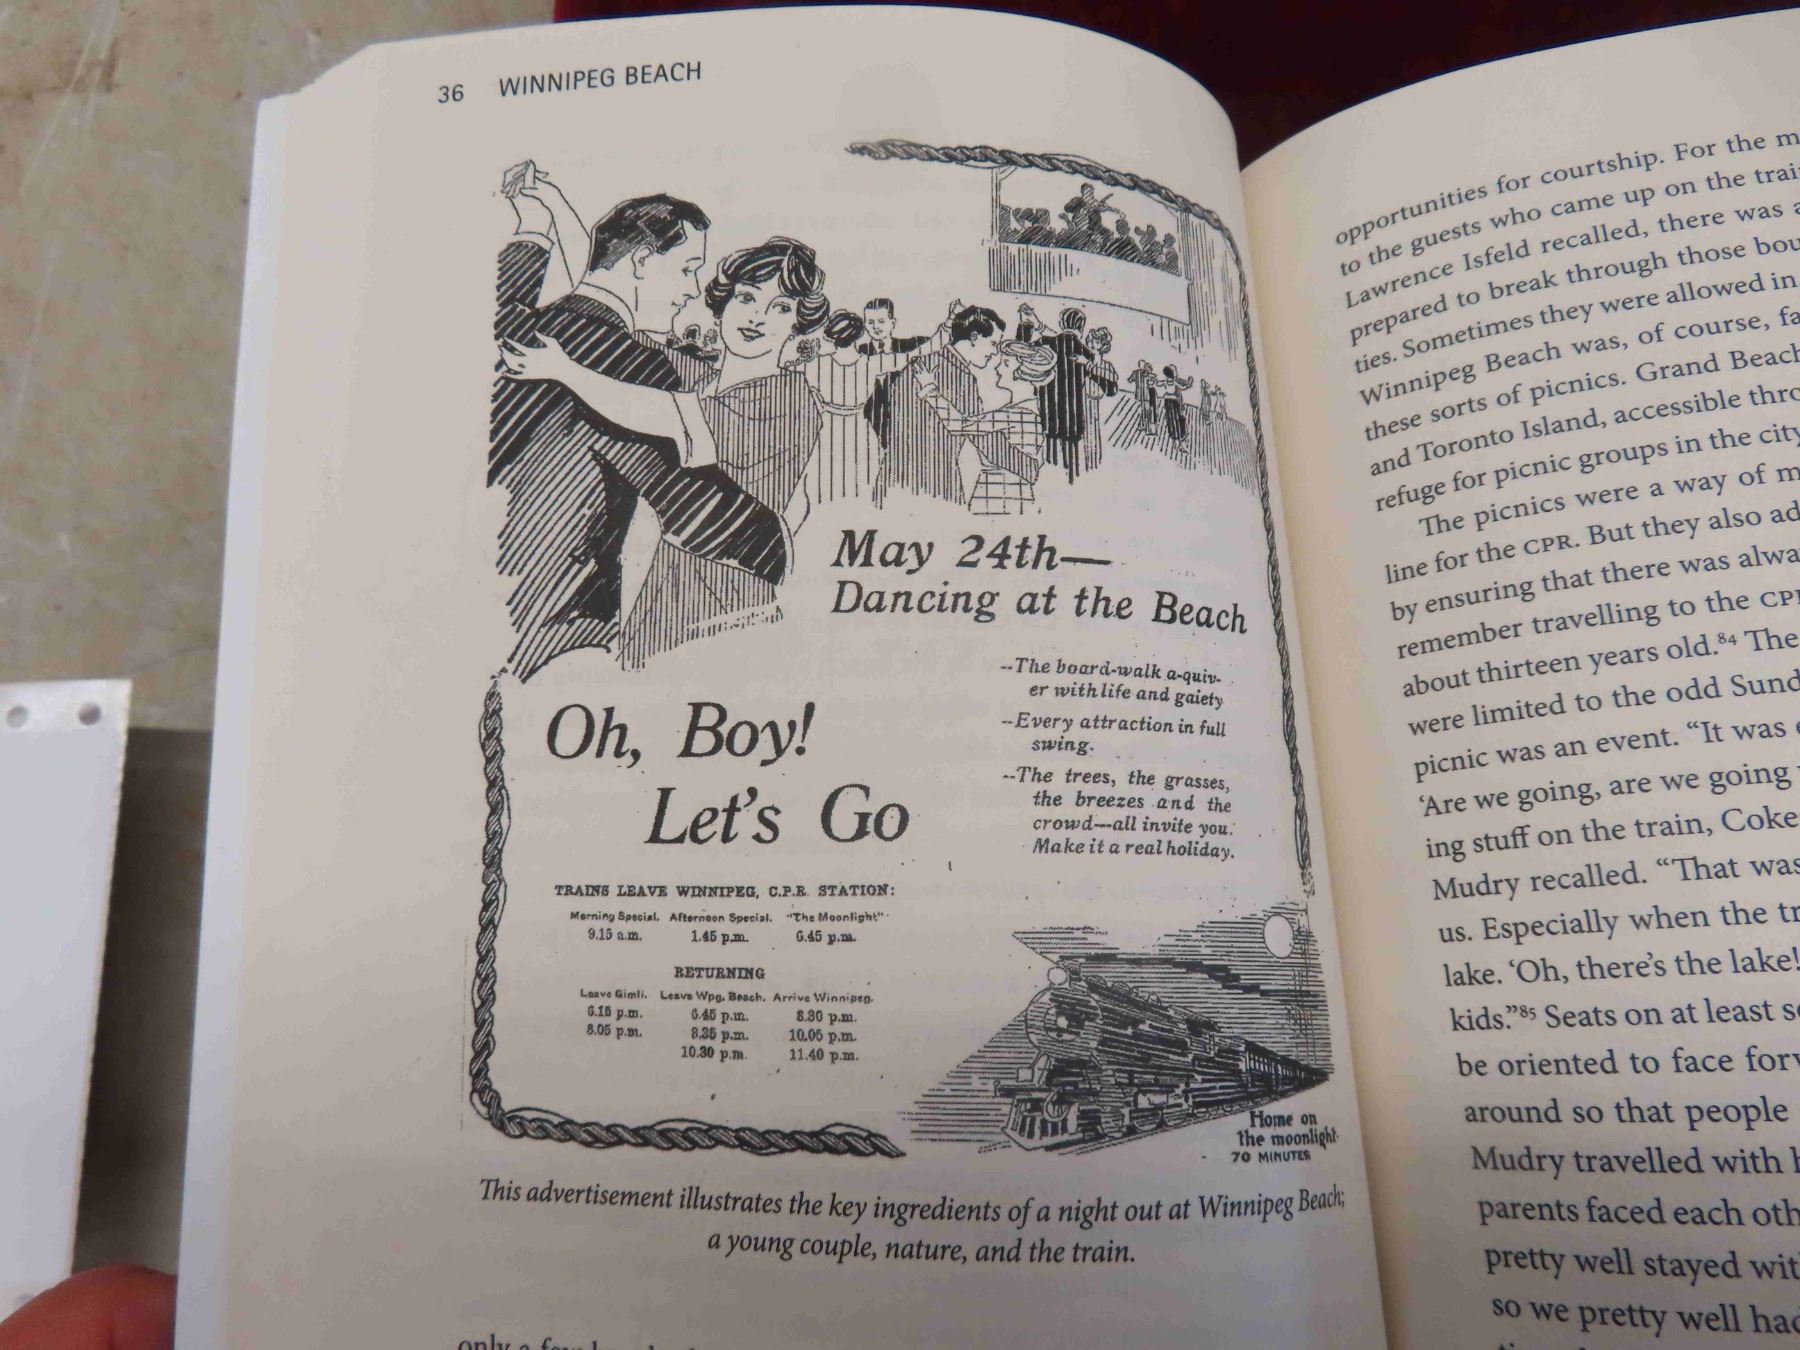 36 WINNIPEG BEACH
May 24th—
Dancing at the Beach
--The board-walk a-quiv-
er with life and gaiety
--Every attraction in full
swing.
--The trees, the grasses,
the breezes and the
crowd—all invite you.
Make it a real holiday.
Oh, Boy!
Let's Go
TRAINS LEAVE WINNIPEG, C.P.R. STATION:
Morning Special. Afternoon Special. "The Moonlight"
9.15 a.m. 1.45 p.m. 6.45 p.m.
RETURNING
Leave Gimli. Leave Wpg. Beach. Arrive Winnipeg.
6.15 p.m. 6.45 p.m. 8.30 p.m.
8.05 p.m. 8.35 p.m. 10.05 p.m.
10.30 p.m. 11.40 p.m.
Home on
The moonlight
70 MINUTES
This advertisement illustrates the key ingredients of a night out at Winnipeg Beach;
a young couple, nature, and the train.
only a few
opportunities for courtship. For the
to the guests who came up on the
Lawrence Isfeld recalled, there was
prepared to break through those
ties. Sometimes they were allowed in
Winnipeg Beach was, of course,
these sorts of picnics. Grand Beach
and Toronto Island, accessible
refuge for picnic groups in the city
The picnics were a way of
line for the CPR. But they also
by ensuring that there was
remember travelling to the
about thirteen years old.84 The
were limited to the odd
picnic was an event. "It was
'Are we going, are we going
ing stuff on the train,
Mudry recalled. "That was
us. Especially when the
lake. 'Oh, there's the lake!
kids."85 Seats on at least
be oriented to face
around so that people
Mudry travelled with
parents faced each
pretty well stayed
so we pretty well had